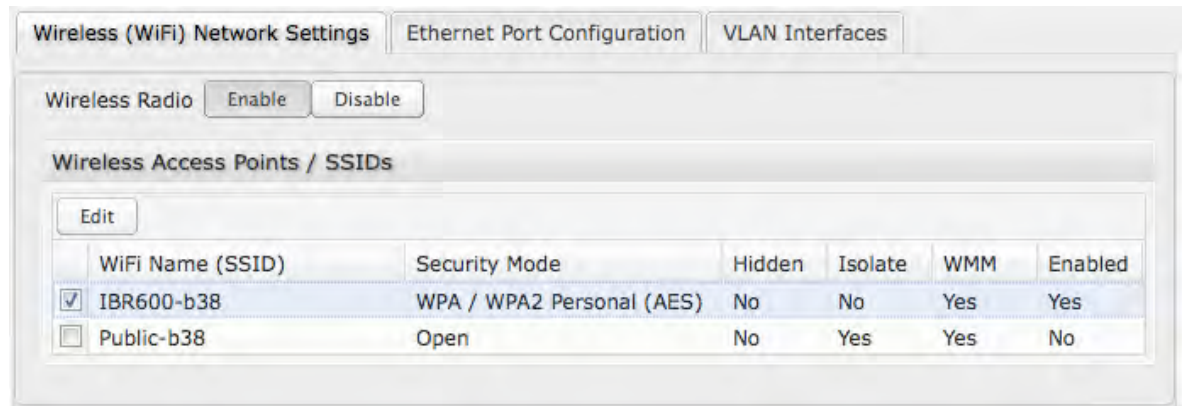 Wireless (WiFi) Network Settings Ethernet Port Configuration VLAN Interfaces
Wireless Radio Enable Disable
Wireless Access Points / SSIDs
Edit
WiFi Name (SSID) Security Mode Hidden Isolate WMM Enabled
IBR600-b38 WPA / WPA2 Personal (AES) No No Yes Yes
Public-b38 Open No Yes Yes No